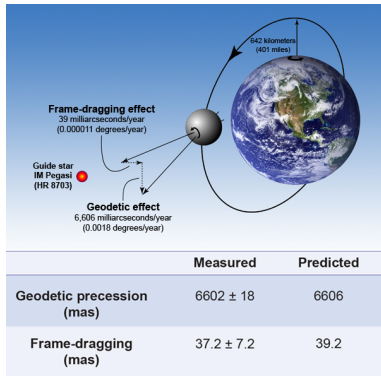 642 kilometers
(401 miles)
Frame-dragging effect
39 milliarcseconds/year
(0.000011 degrees/year)
Guide star
IM Pegasi
(HR 8703)
Geodetic effect
6,606 milliarcseconds/year
(0.0018 degrees/year)
Measured Predicted
Geodetic precession
(mas)
6602 ± 18 6606
Frame-dragging
(mas)
37.2 ± 7.2 39.2